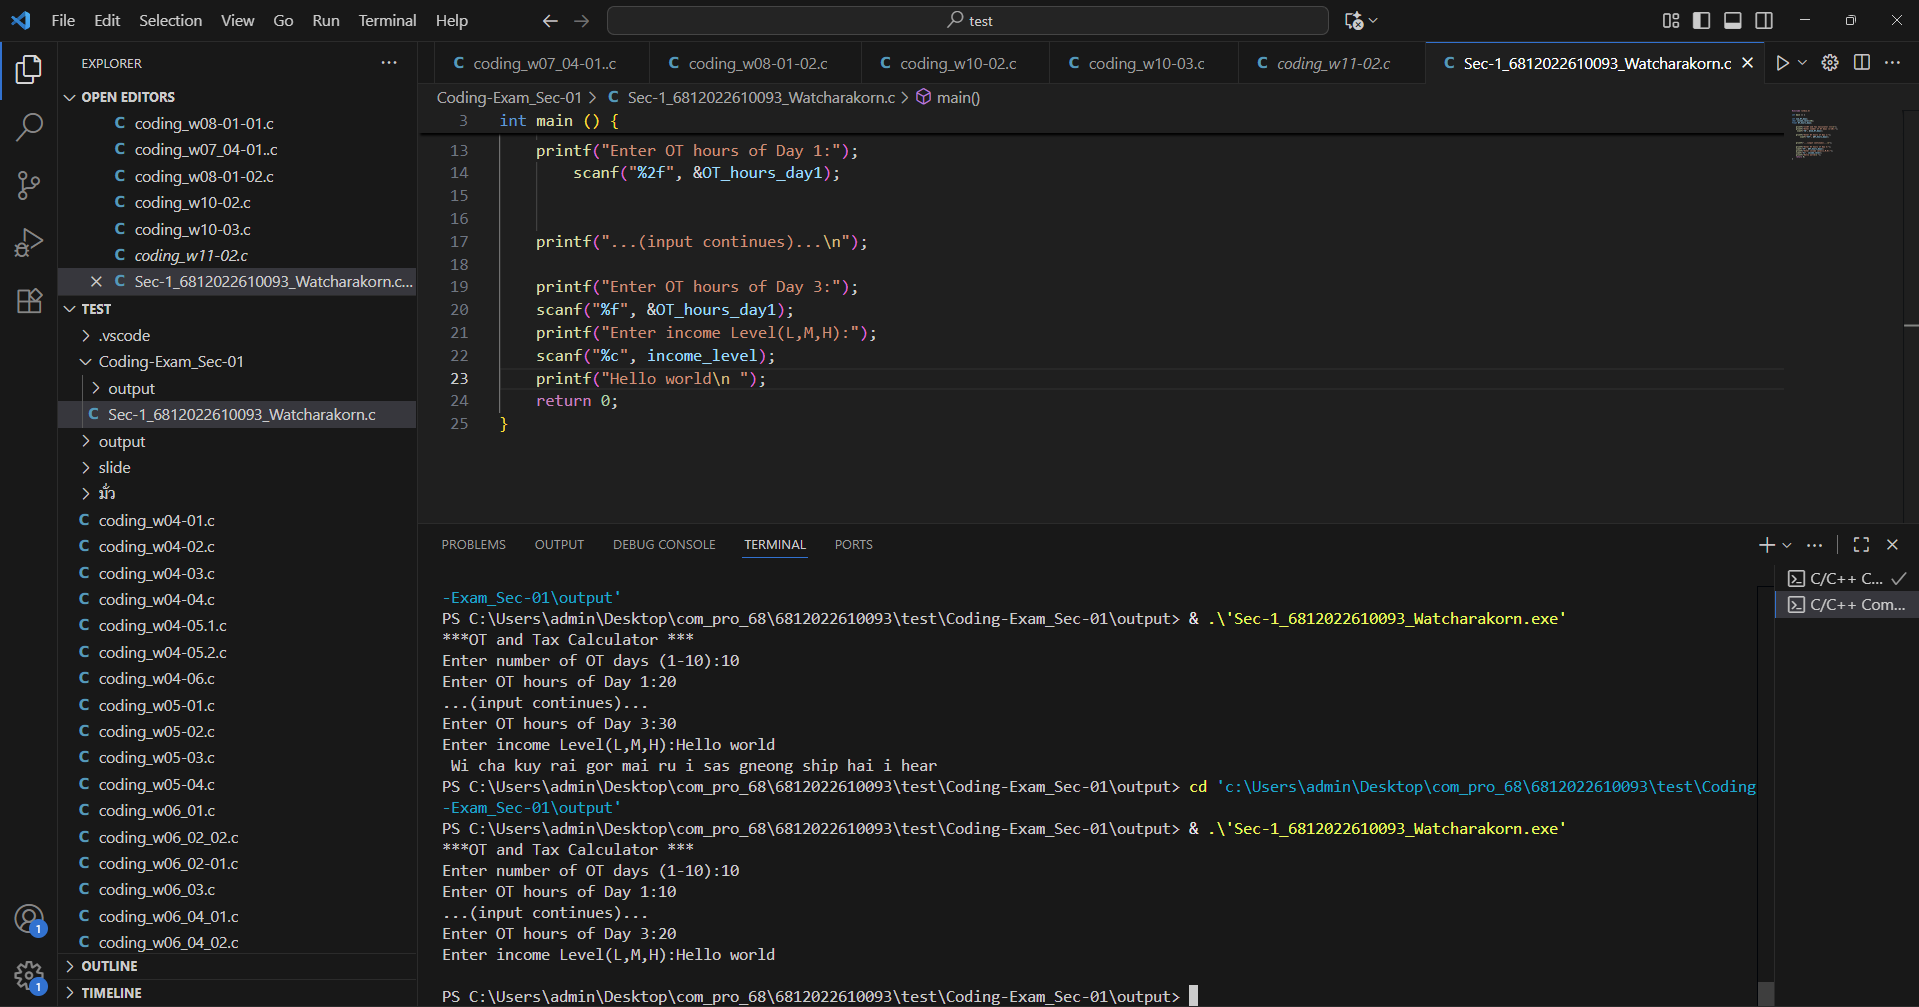 File Edit Selection View Go Run Terminal Help
test
EXPLORER
OPEN EDITORS
C coding_w08-01-01.c
C coding_w07_04-01..c
C coding_w08-01-02.c
C coding_w10-02.c
C coding_w10-03.c
C coding_w11-02.c
C Sec-1_6812022610093_Watcharakorn.c...
TEST
.vscode
Coding-Exam_Sec-01
output
C Sec-1_6812022610093_Watcharakorn.c
output
slide
มั่ว
C coding_w04-01.c
C coding_w04-02.c
C coding_w04-03.c
C coding_w04-04.c
C coding_w04-05.1.c
C coding_w04-05.2.c
C coding_w04-06.c
C coding_w05-01.c
C coding_w05-02.c
C coding_w05-03.c
C coding_w05-04.c
C coding_w06_01.c
C coding_w06_02_02.c
C coding_w06_02-01.c
C coding_w06_03.c
C coding_w06_04_01.c
C coding_w06_04_02.c
OUTLINE
TIMELINE
1
1
C coding_w07_04-01..c C coding_w08-01-02.c C coding_w10-02.c C coding_w10-03.c C coding_w11-02.c C Sec-1_6812022610093_Watcharakorn.c
Coding-Exam_Sec-01 > C Sec-1_6812022610093_Watcharakorn.c > main()
3 int main () {
13 printf("Enter OT hours of Day 1:");
14 scanf("%2f", &OT_hours_day1);
15
16
17 printf("...(input continues)...\n");
18
19 printf("Enter OT hours of Day 3:");
20 scanf("%f", &OT_hours_day1);
21 printf("Enter income Level(L,M,H):");
22 scanf("%c", income_level);
23 printf("Hello world\n ");
24 return 0;
25 }
PROBLEMS OUTPUT DEBUG CONSOLE TERMINAL PORTS
-Exam_Sec-01\output'
PS C:\Users\admin\Desktop\com_pro_68\6812022610093\test\Coding-Exam_Sec-01\output> & .\'Sec-1_6812022610093_Watcharakorn.exe'
***OT and Tax Calculator ***
Enter number of OT days (1-10):10
Enter OT hours of Day 1:20
...(input continues)...
Enter OT hours of Day 3:30
Enter income Level(L,M,H):Hello world
Wi cha kuy rai gor mai ru i sas gneong ship hai i hear
PS C:\Users\admin\Desktop\com_pro_68\6812022610093\test\Coding-Exam_Sec-01\output> cd 'c:\Users\admin\Desktop\com_pro_68\6812022610093\test\Coding
-Exam_Sec-01\output'
PS C:\Users\admin\Desktop\com_pro_68\6812022610093\test\Coding-Exam_Sec-01\output> & .\'Sec-1_6812022610093_Watcharakorn.exe'
***OT and Tax Calculator ***
Enter number of OT days (1-10):10
Enter OT hours of Day 1:10
...(input continues)...
Enter OT hours of Day 3:20
Enter income Level(L,M,H):Hello world
PS C:\Users\admin\Desktop\com_pro_68\6812022610093\test\Coding-Exam_Sec-01\output>
C/C++ C...
C/C++ Com...